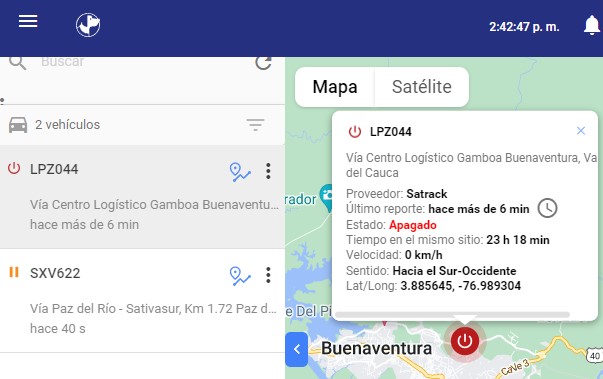 2:42:47 p. m.
Buscar
2 vehículos
LPZ044
Vía Centro Logístico Gamboa Buenaventu...
hace más de 6 min
SXV622
Vía Paz del Río - Sativasur, Km 1.72 Paz d...
hace 40 s
Mapa
Satélite
LPZ044
Vía Centro Logístico Gamboa Buenaventura, Va
del Cauca
Proveedor: Satrack
Último reporte: hace más de 6 min
Estado: Apagado
Tiempo en el mismo sitio: 23 h 18 min
Velocidad: 0 km/h
Sentido: Hacia el Sur-Occidente
Lat/Long: 3.885645, -76.989304
rador
e Del Pi
Buenaventura
Calle 3
40